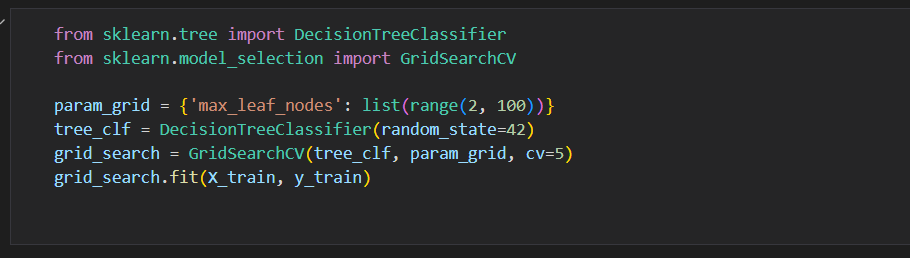 from sklearn.tree import DecisionTreeClassifier
from sklearn.model_selection import GridSearchCV
param_grid = {'max_leaf_nodes': list(range(2, 100))}
tree_clf = DecisionTreeClassifier(random_state=42)
grid_search = GridSearchCV(tree_clf, param_grid, cv=5)
grid_search.fit(X_train, y_train)